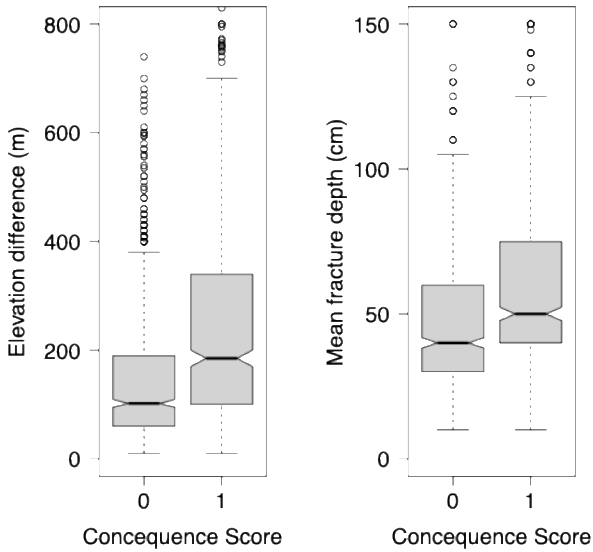 Elevation difference (m)
800
600
400
200
0
0 1
Concequence Score
Mean fracture depth (cm)
150
100
50
0
0 1
Concequence Score